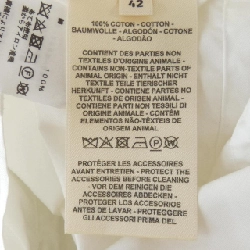 42
100% COTON - COTTON -
BAUMWOLLE - ALGODÓN - COTONE
- ALGODÃO
CONTIENT DES PARTIES NON
TEXTILES D'ORIGINE ANIMALE -
CONTAINS NON-TEXTILE PARTS OF
ANIMAL ORIGIN - ENTHÄLT NICHT
TEXTILE TEILE TIERISCHER
HERKUNFT - CONTIENE PARTES
NO TEXTILES DE ORIGEN ANIMAL -
CONTIENE PARTI NON TESSILI DI
ORIGINE ANIMALE - CONTÉM
ELEMENTOS NÃO-TÊXTEIS DE
ORIGEM ANIMAL
PROTÉGER LES ACCESSOIRES
AVANT ENTRETIEN - PROTECT THE
ACCESSORIES BEFORE CLEANING
- VOR DEM REINIGEN DIE
ACCESSOIRES ABDECKEN -
PROTEGER LOS ACCESORIOS
ANTES DE LAVAR - PROTEGGERE
GLI ACCESSORI PRIMA DEL